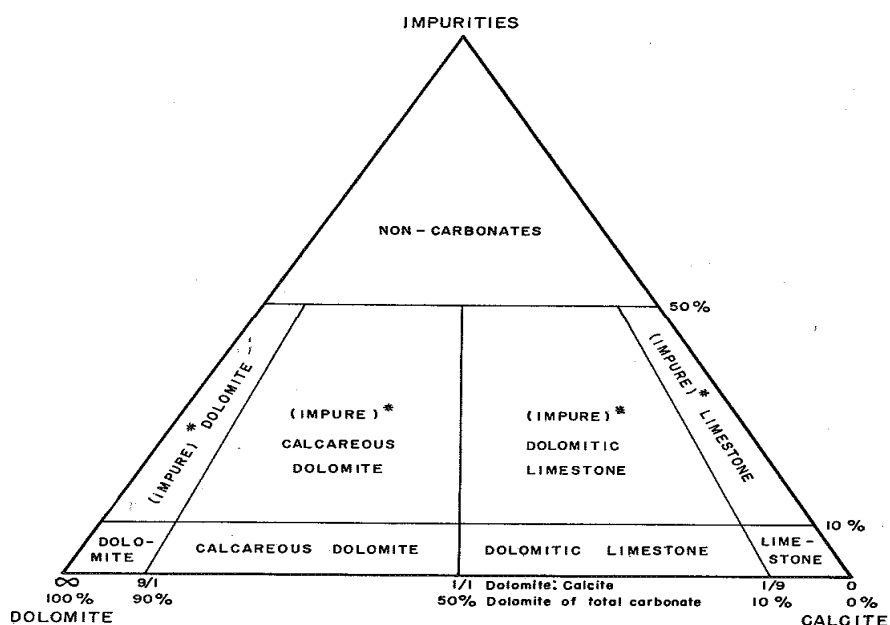 IMPURITIES
NON-CARBONATES
50%
(IMPURE)* DOLOMITE
(IMPURE)*
CALCAREOUS
DOLOMITE
(IMPURE)*
DOLOMITIC
LIMESTONE
(IMPURE)* LIMESTONE
10%
DOLO-
MITE
CALCAREOUS DOLOMITE
DOLOMITIC LIMESTONE
LIME-
STONE
∞ 9/1 1/1 Dolomite: Calcite 1/9 0
100% 90% 50% Dolomite of total carbonate 10% 0%
DOLOMITE CALCITE